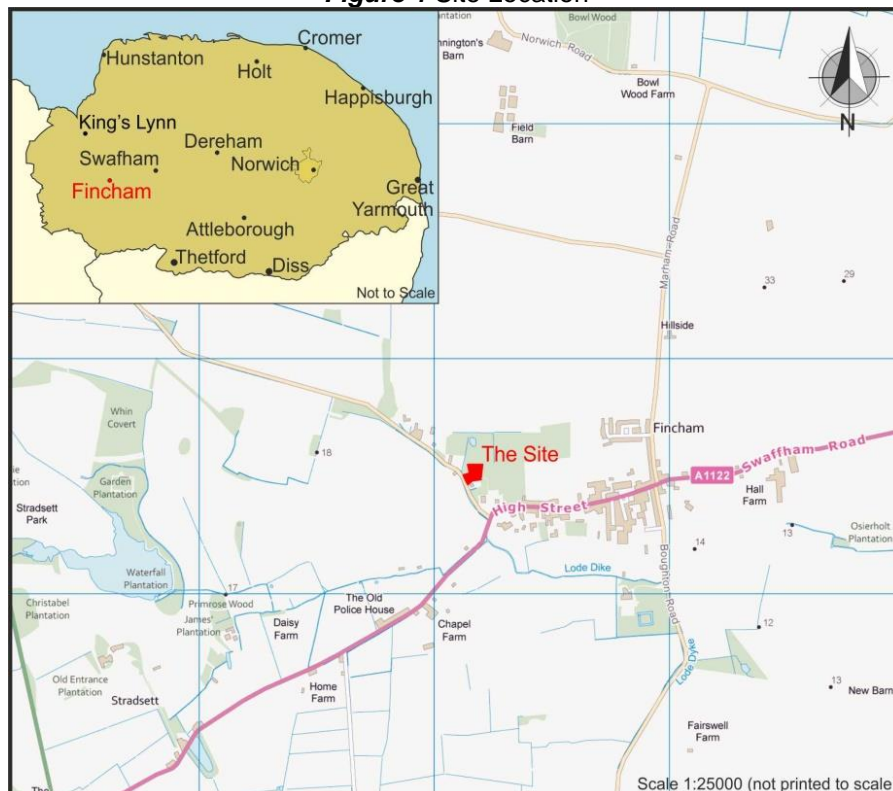 Figure 1 Site Location
Cromer
Hunstanton
Holt
Happisburgh
King's Lynn
Dereham
Swafham
Norwich
Fincham
Great
Yarmouth
Attleborough
Thetford
Diss
Not to Scale
Plantation
Bowl Wood
Norwich Road
Barn
Bowl
Wood Farm
Field
Barn
N
Marham Road
33
29
Hillside
Whin
Covert
18
The Site
Fincham
Swaffham Road
A1122
High Street
Hall
Farm
Garden
Plantation
Plantation
Stradsett
Park
13
Osierholt
Plantation
14
Waterfall
Plantation
Lode Dike
Boughton Road
17
Primrose Wood
The Old
Police House
Christabel
Plantation
James'
Plantation
Daisy
Farm
Chapel
Farm
12
Lode Dyke
Old Entrance
Plantation
Stradsett
Home
Farm
13
New Barn
Fairswell
Farm
The
Scale 1:25000 (not printed to scale